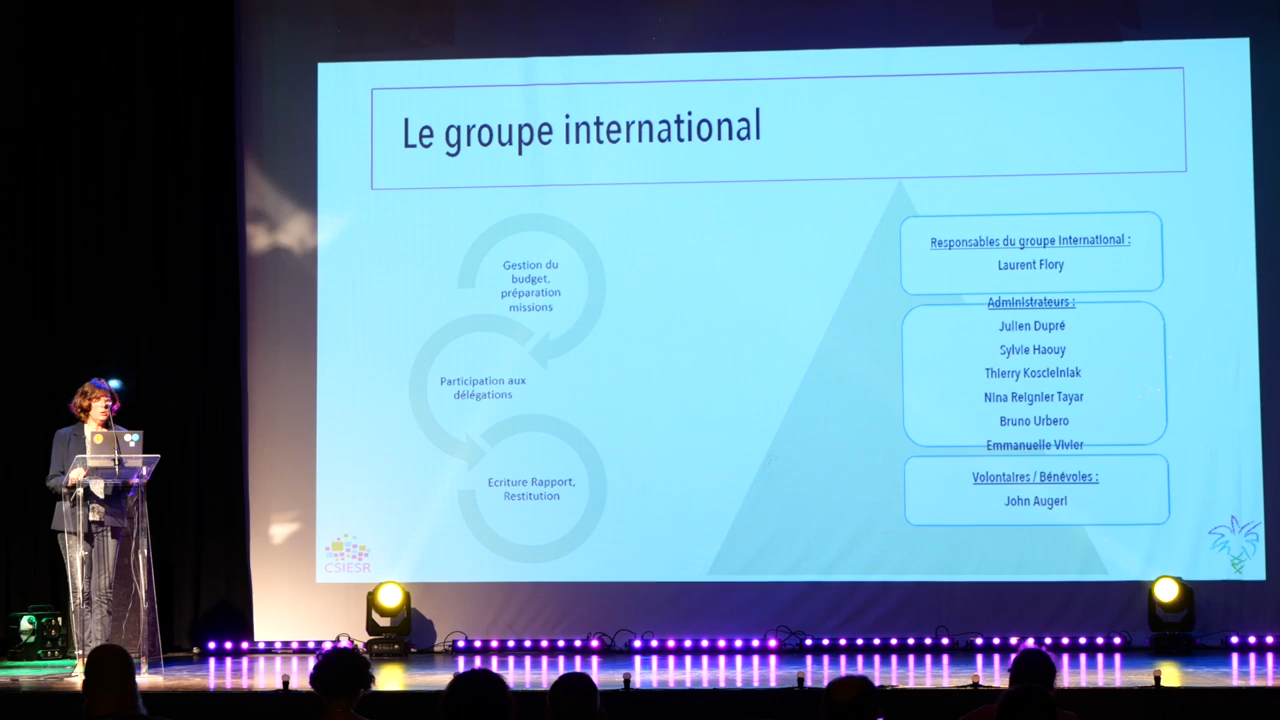 Le groupe international
Gestion du
budget,
préparation
missions
Participation aux
délégations
Ecriture Rapport,
Restitution
Responsables du groupe International :
Laurent Flory
Administrateurs :
Julien Dupré
Sylvie Haouy
Thierry Koscielniak
Nina Reignier Tayar
Bruno Urbero
Emmanuelle Vivier
Volontaires / Bénévoles :
John Augeri
CSIESR